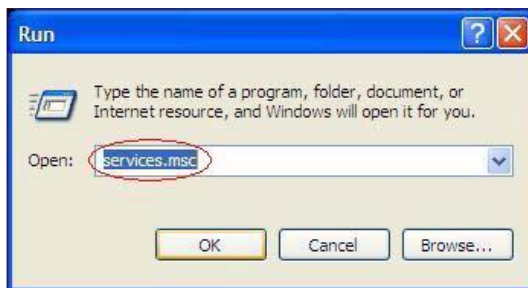 Run
Type the name of a program, folder, document, or
Internet resource, and Windows will open it for you.
Open: services.msc
OK Cancel Browse...